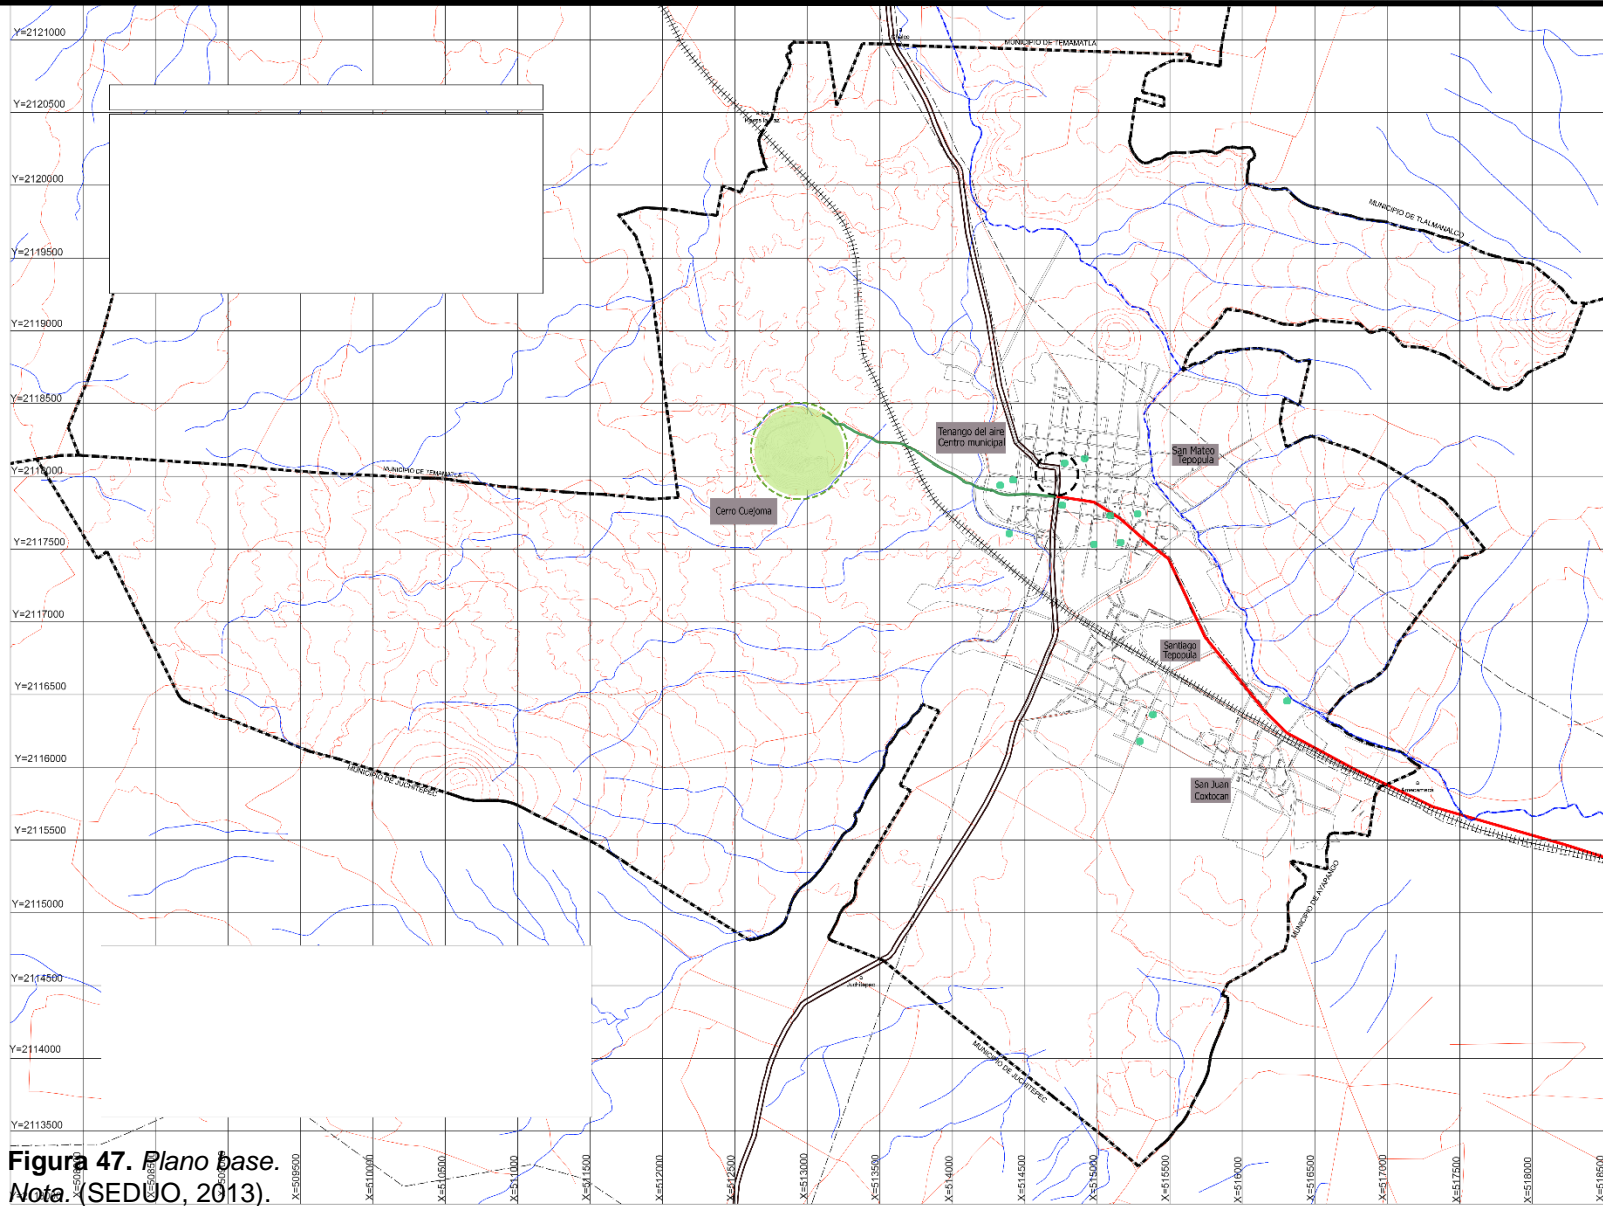 Y=2121000
MUNICIPIO DE TEMAMATLA
Y=2120500
Y=2120000
MUNICIPIO DE TLALMANALCO
Y=2119500
Y=2119000
Y=2118500
Tenango del aire
Centro municipal
San Mateo
Tepopula
Y=2118000
MUNICIPIO DE TEMAMATLA
Cerro Cuejoma
Y=2117500
Y=2117000
Santiago
Tepopula
Y=2116500
Y=2116000
MUNICIPIO DE JUCHITEPEC
San Juan
Coxtocan
Amecameca
Y=2115500
MUNICIPIO DE AYAPANGO
Y=2115000
Y=2114500
Juchitepec
Y=2114000
MUNICIPIO DE JUCHITEPEC
Y=2113500
Figura 47. Plano base.
Nota. (SEDUO, 2013).
X=509500
X=510000
X=510500
X=511000
X=511500
X=512000
X=512500
X=513000
X=513500
X=514000
X=514500
X=515000
X=515500
X=516000
X=516500
X=517000
X=517500
X=518000
X=518500